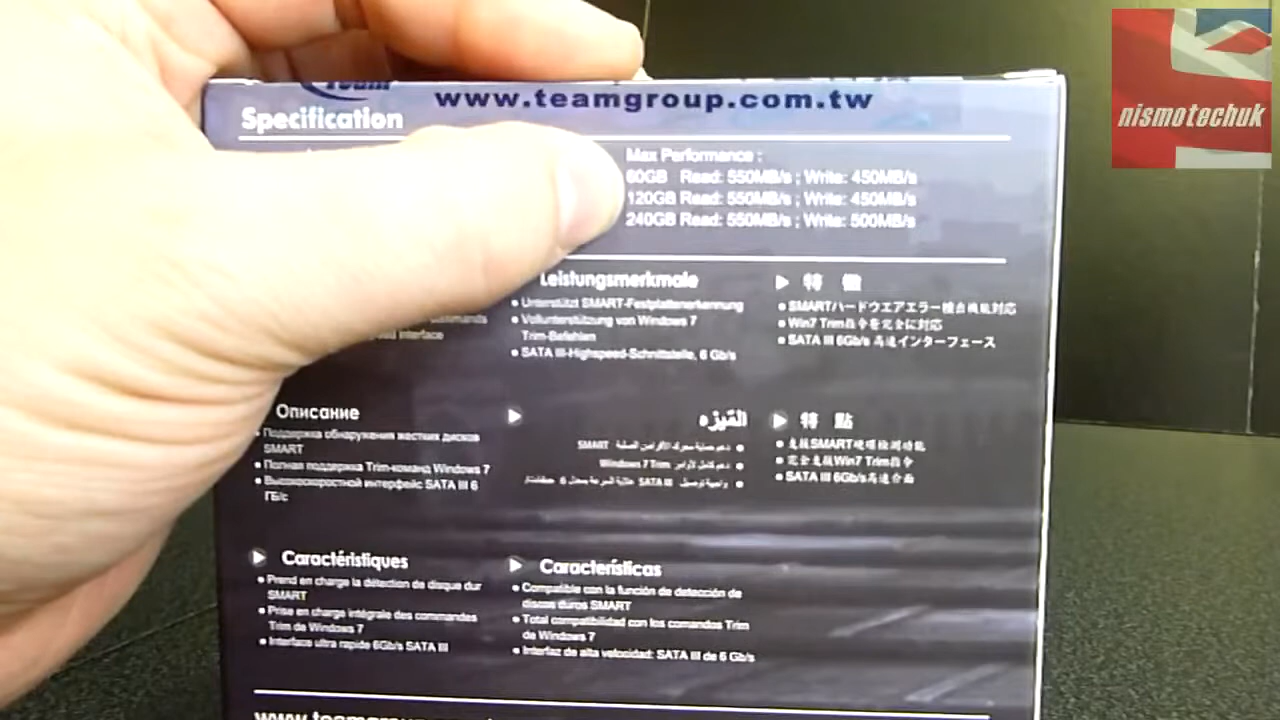 Team
www.teamgroup.com.tw
nismotechuk
Specification
Max Performance :
60GB Read: 550MB/s ; Write: 450MB/s
120GB Read: 550MB/s ; Write: 450MB/s
240GB Read: 550MB/s ; Write: 500MB/s
Interface
Leistungsmerkmale
• Unterstützt SMART-Festplattenerkennung
• Vollunterstützung von Windows 7
Trim-Befehlen
• SATA III-Highspeed-Schnittstelle, 6 Gb/s
特 徵
• SMARTハードウエアエラー検出機能対応
• Win7 Trim指令を完全に対応
• SATA III 6Gb/s 高速インターフェース
Описание
• Поддержка обнаружения жестких дисков
SMART
• Полная поддержка Trim-команд Windows 7
• Высокоскоростной интерфейс SATA III 6
ГБ/с
الميزه
特 點
• 支援SMART硬碟檢測功能
• 完全支援Win7 Trim指令
• SATA III 6Gb/s高速介面
Caractéristiques
• Prend en charge la détection de disque dur
SMART
• Prise en charge intégrale des commandes
Trim de Windows 7
• Interface ultra rapide 6Gb/s SATA III
Características
• Compatible con la función de detección de
discos duros SMART
• Total compatibilidad con los comandos Trim
de Windows 7
• Interfaz de alta velocidad: SATA III de 6 Gb/s